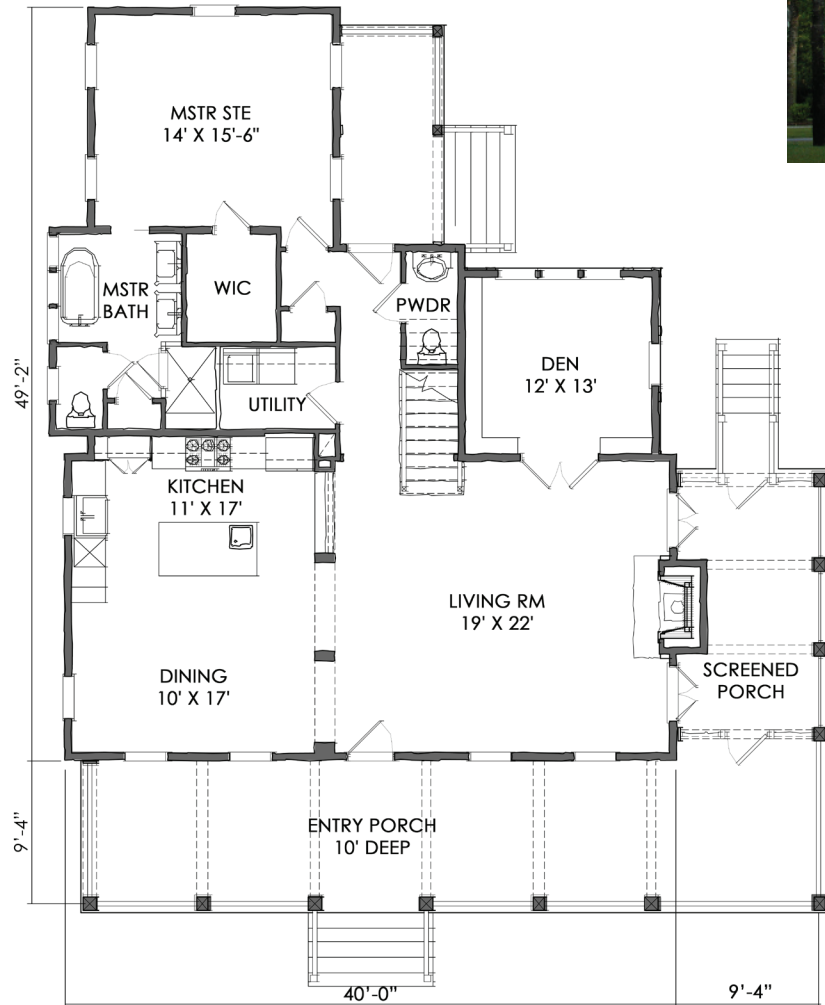 MSTR STE
14' X 15'-6"
MSTR
BATH
WIC
PWDR
DEN
12' X 13'
UTILITY
49'-2"
KITCHEN
11' X 17'
LIVING RM
19' X 22'
DINING
10' X 17'
SCREENED
PORCH
9'-4"
ENTRY PORCH
10' DEEP
40'-0"
9'-4"